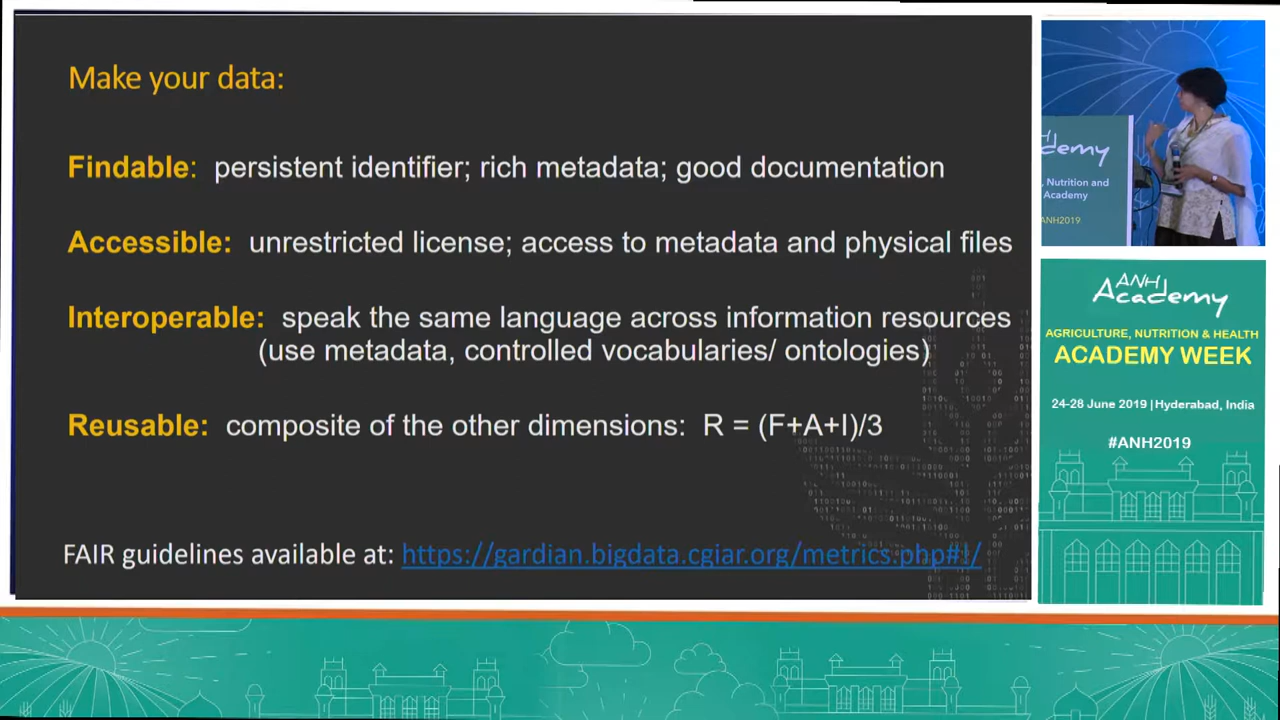 Make your data:
Findable: persistent identifier; rich metadata; good documentation
Accessible: unrestricted license; access to metadata and physical files
Interoperable: speak the same language across information resources
(use metadata, controlled vocabularies/ ontologies)
Reusable: composite of the other dimensions: R = (F+A+I)/3
FAIR guidelines available at: https://gardian.bigdata.cgiar.org/metrics.php#!/
demy
, Nutrition and
Academy
ANH2019
ANH
Academy
AGRICULTURE, NUTRITION & HEALTH
ACADEMY WEEK
24-28 June 2019 | Hyderabad, India
#ANH2019